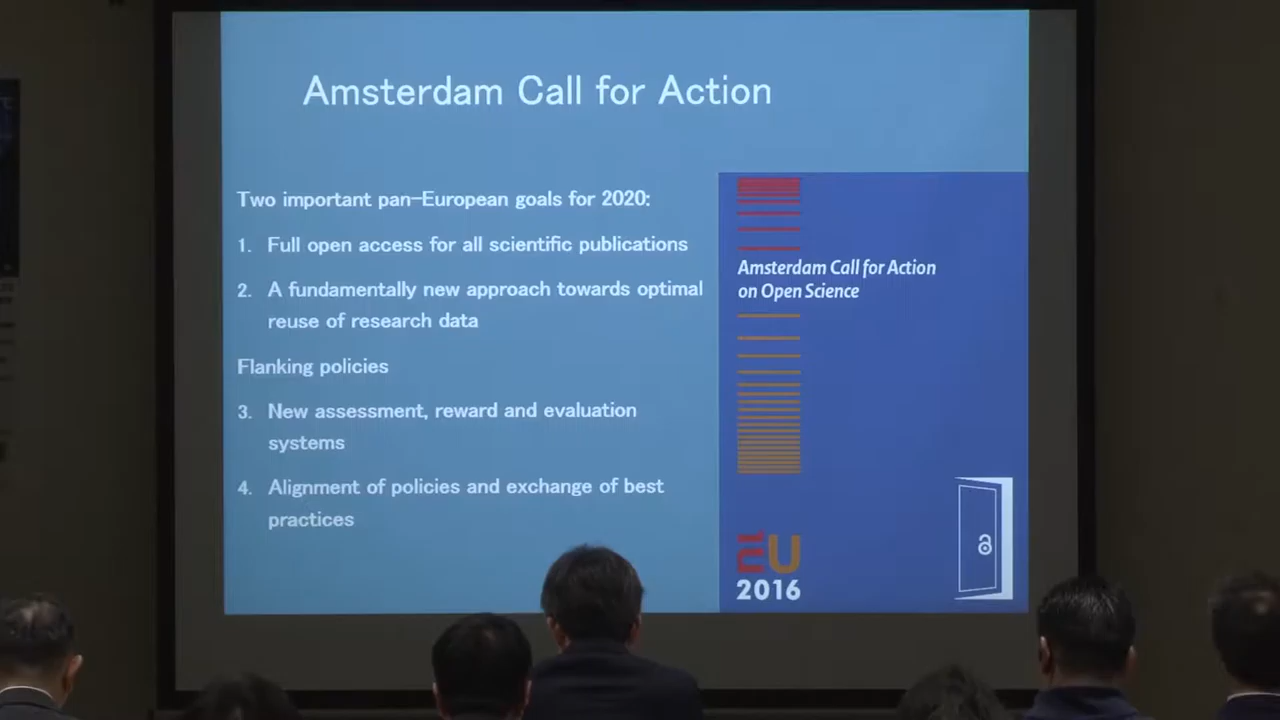 Amsterdam Call for Action
Two important pan-European goals for 2020:
1. Full open access for all scientific publications
2. A fundamentally new approach towards optimal
reuse of research data
Flanking policies
3. New assessment, reward and evaluation
systems
4. Alignment of policies and exchange of best
practices
Amsterdam Call for Action
on Open Science
EU
2016